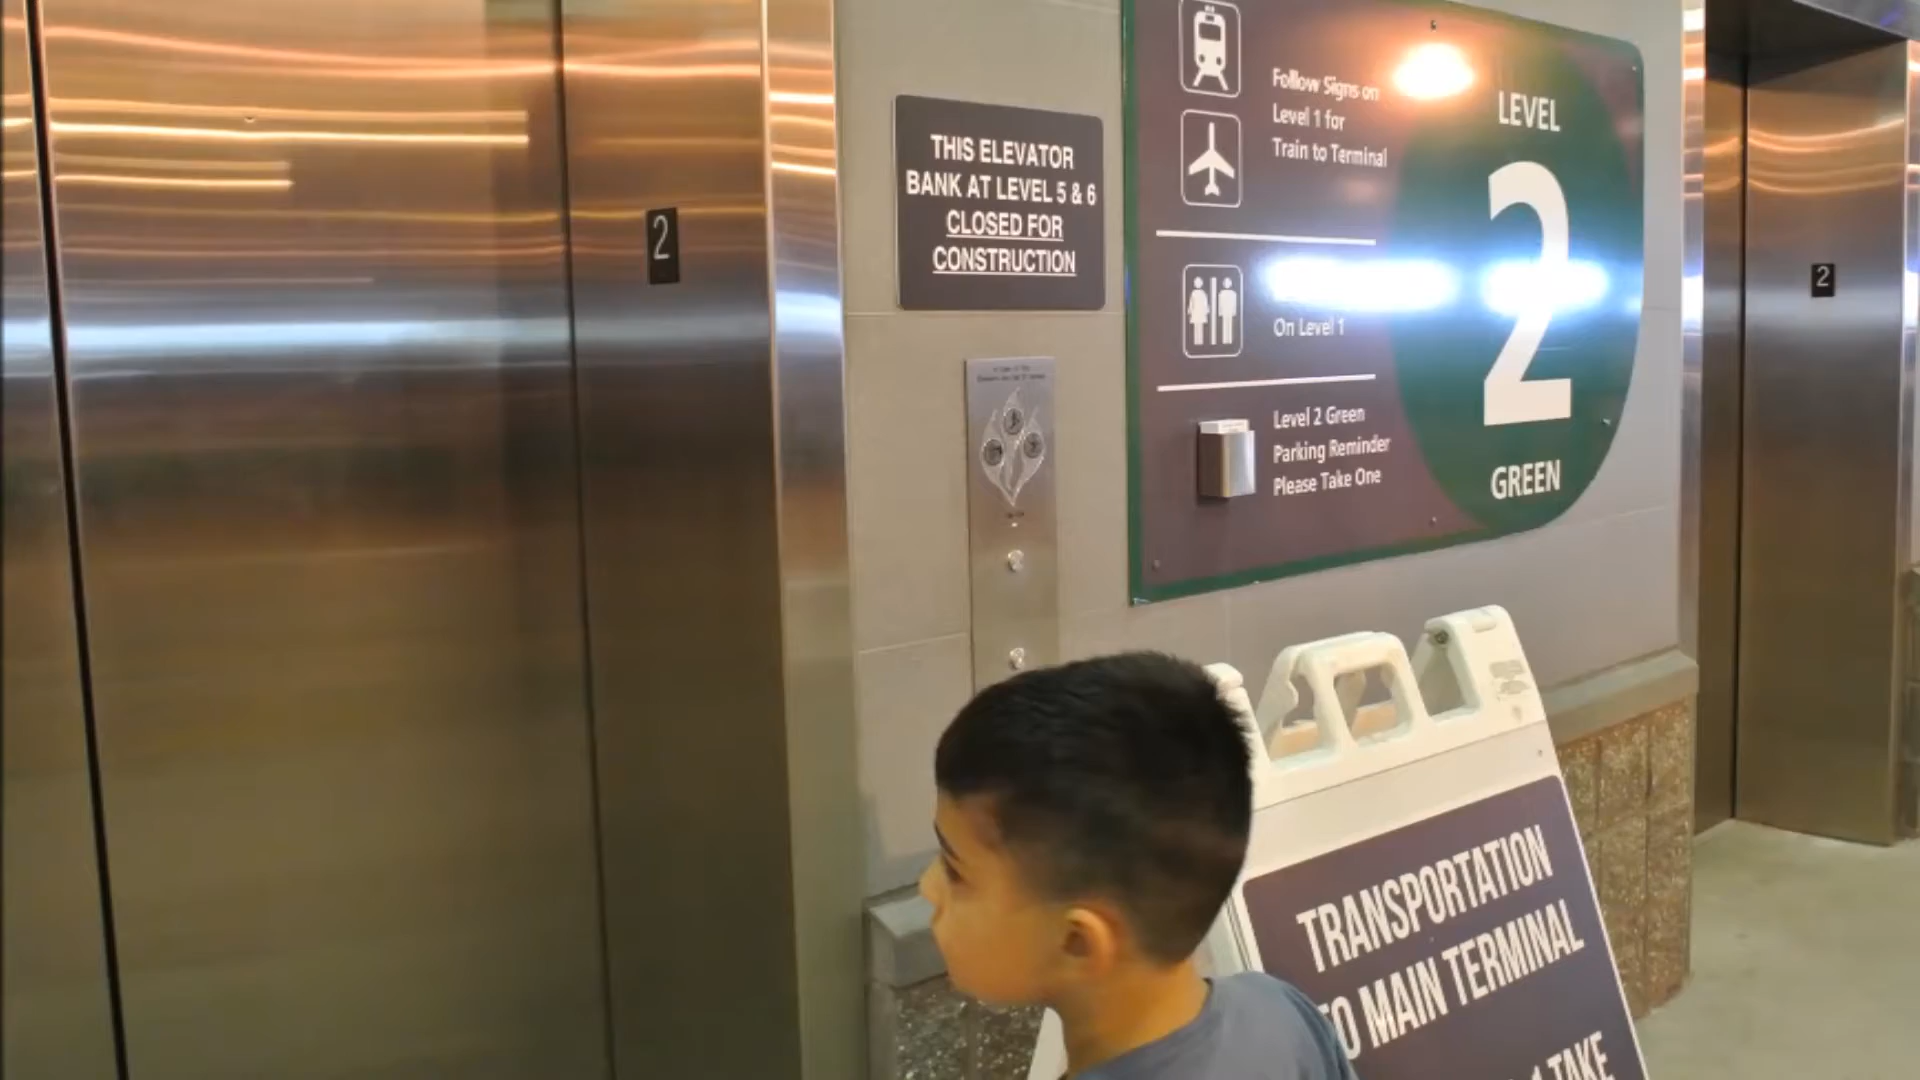 2
THIS ELEVATOR
BANK AT LEVEL 5 & 6
CLOSED FOR
CONSTRUCTION
Follow Signs on
Level 1 for
Train to Terminal
On Level 1
Level 2 Green
Parking Reminder
Please Take One
LEVEL
2
GREEN
2
TRANSPORTATION
TO MAIN TERMINAL
1 TAKE